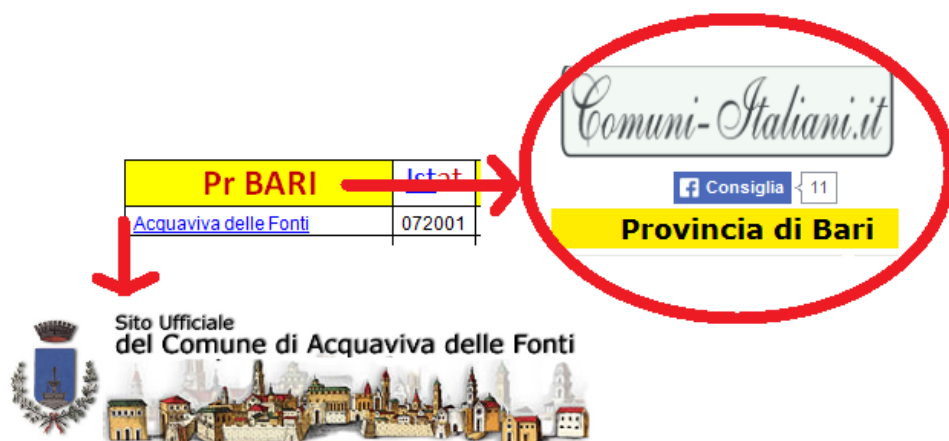 Comuni-Italiani.it
Consiglia 11
Provincia di Bari
Pr BARI Istat
Acquaviva delle Fonti 072001
Sito Ufficiale
del Comune di Acquaviva delle Fonti